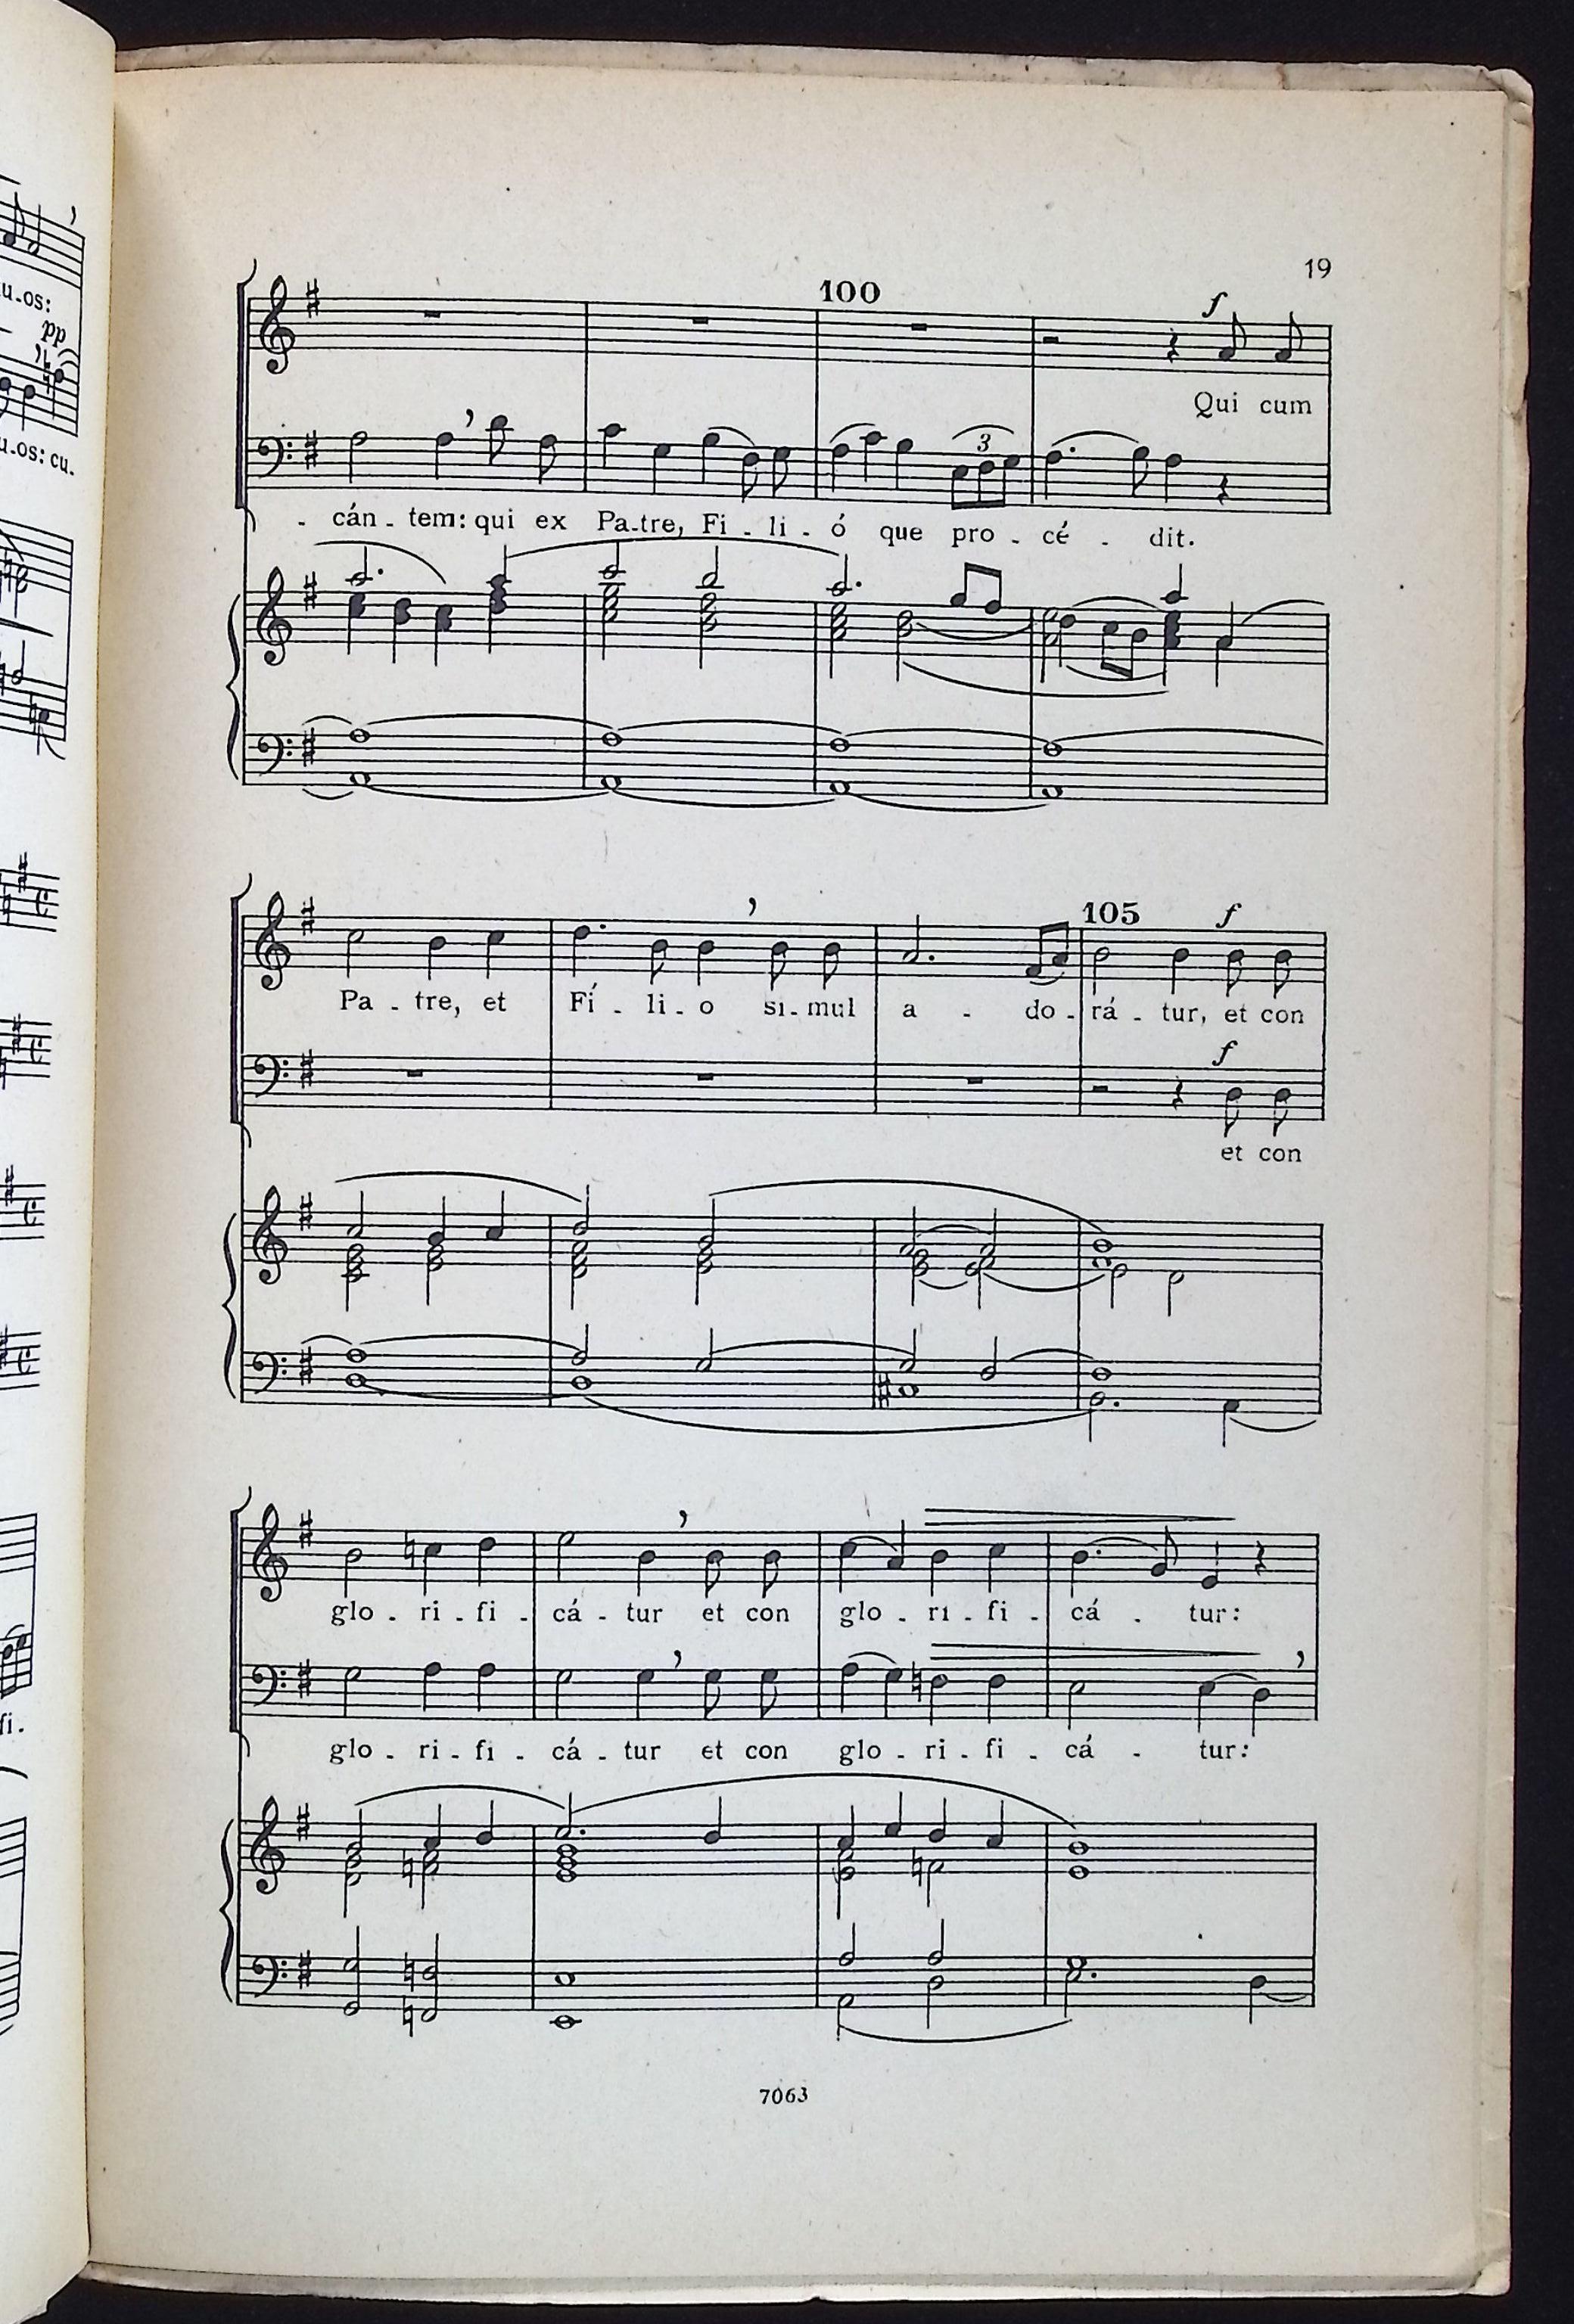 19
100
f
Qui cum
- cán - tem: qui ex Pa-tre, Fi - li - ó que pro - cé - dit.
3
105
f
Pa - tre, et Fí - li - o si - mul a - do - rá - tur, et con
f
et con
glo - ri - fi - cá - tur et con glo - ri - fi - cá - tur:
glo - ri - fi - cá - tur et con glo - ri - fi - cá - tur:
7063
u-os:
pp
u-os: cu-
fi-